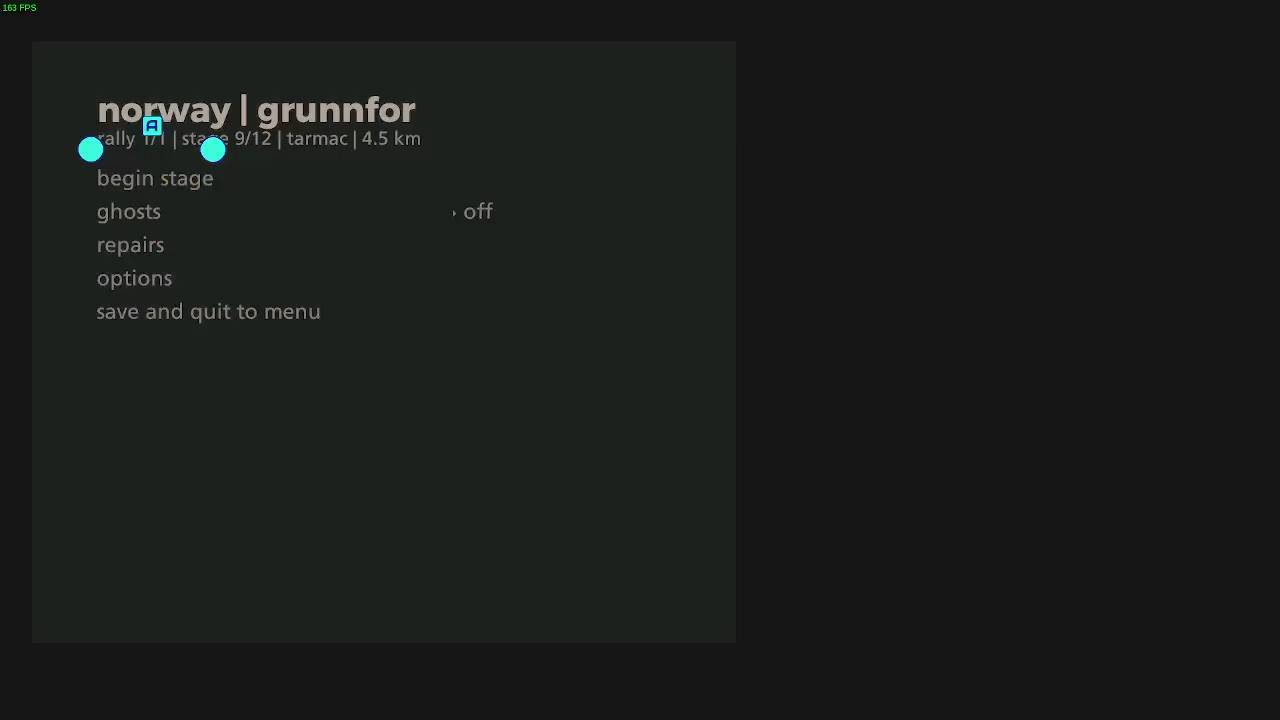 163 FPS
norway | grunnfor
rally 1/1 | stage 9/12 | tarmac | 4.5 km
A
begin stage
ghosts › off
repairs
options
save and quit to menu